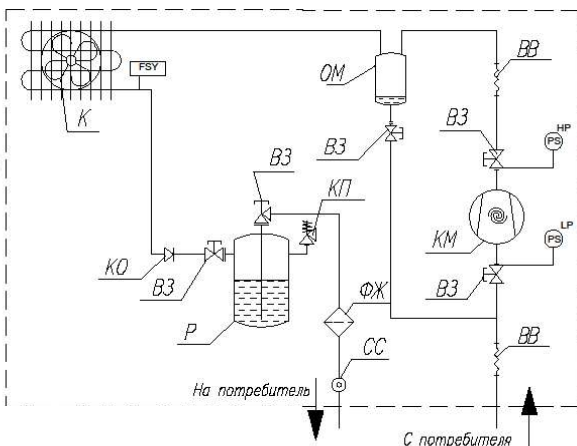 FSY
К
ОМ
ВВ
ВЗ
HP
PS
ВЗ
ВЗ
КП
КМ
LP
PS
КО
ВЗ
ВЗ
Р
ФЖ
СС
ВВ
На потребитель
С потребителя